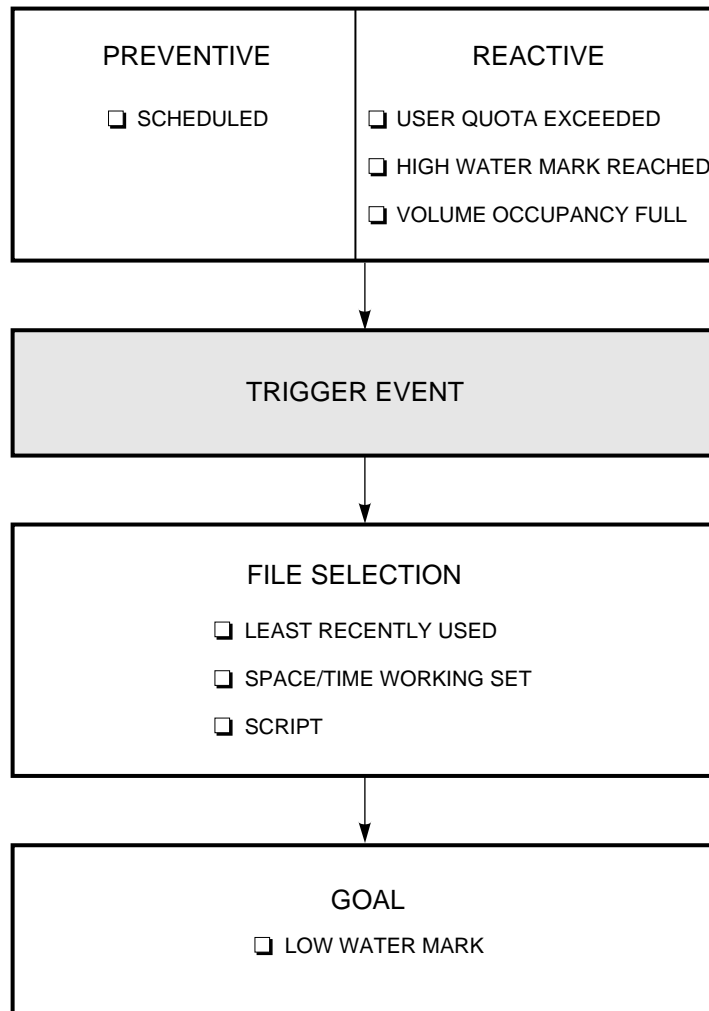 PREVENTIVE
❏ SCHEDULED
REACTIVE
❏ USER QUOTA EXCEEDED
❏ HIGH WATER MARK REACHED
❏ VOLUME OCCUPANCY FULL
TRIGGER EVENT
FILE SELECTION
❏ LEAST RECENTLY USED
❏ SPACE/TIME WORKING SET
❏ SCRIPT
GOAL
❏ LOW WATER MARK